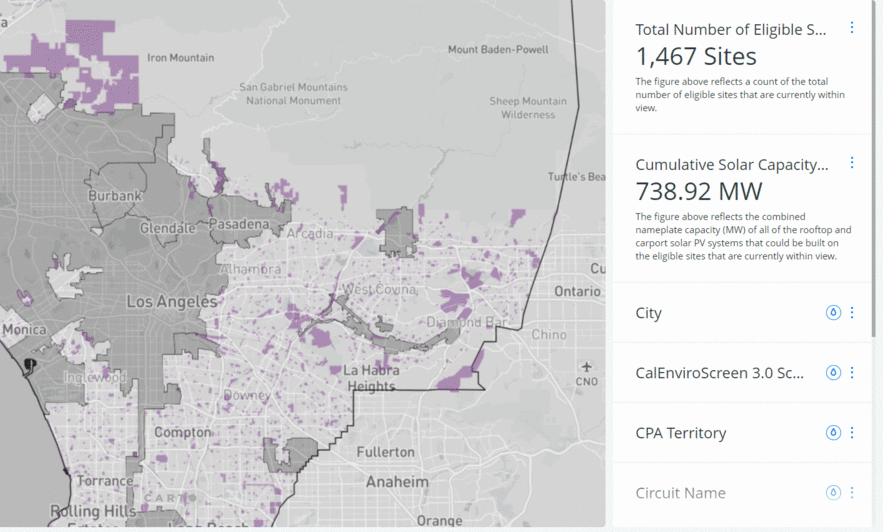 a
Iron Mountain
Mount Baden-Powell
San Gabriel Mountains
National Monument
Sheep Mountain
Wilderness
Turtle's Bea
Burbank
Glendale
Pasadena
Arcadia
Alhambra
West Covina
Los Angeles
Cu
Ontario
Diamond Bar
Chino
Monica
Inglewood
La Habra
Heights
CNO
Downey
Compton
Fullerton
Anaheim
Torrance
CARTO
Rolling Hills
Estates
Long Beach
Orange
Total Number of Eligible S...
1,467 Sites
The figure above reflects a count of the total
number of eligible sites that are currently within
view.
Cumulative Solar Capacity...
738.92 MW
The figure above reflects the combined
nameplate capacity (MW) of all of the rooftop and
carport solar PV systems that could be built on
the eligible sites that are currently within view.
City
CalEnviroScreen 3.0 Sc...
CPA Territory
Circuit Name